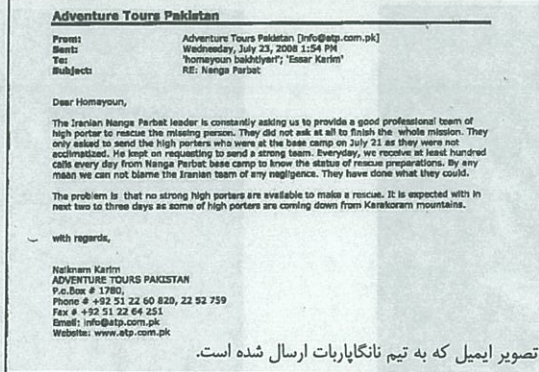 Adventure Tours Pakistan
From: Adventure Tours Pakistan [info@atp.com.pk]
Sent: Wednesday, July 23, 2008 1:54 PM
To: 'homayoun bakhtiyari'; 'Essar Karim'
Subject: RE: Nanga Parbat
Dear Homayoun,
The Iranian Nanga Parbat leader is constantly asking us to provide a good professional team of
high porter to rescue the missing person. They did not ask at all to finish the whole mission. They
only asked to send the high porters who were at the base camp on July 21 as they were not
acclimatized. He kept on requesting to send a strong team. Everyday, we receive at least hundred
calls every day from Nanga Parbat base camp to know the status of rescue preparations. By any
mean we can not blame the Iranian team of any negligence. They have done what they could.
The problem is that no strong high porters are available to make a rescue. It is expected with in
next two to three days as some of high porters are coming down from Karakoram mountains.
with regards,
Naiknam Karim
ADVENTURE TOURS PAKISTAN
P.o.Box # 1780,
Phone # +92 51 22 60 820, 22 52 759
Fax # +92 51 22 64 251
Email: info@atp.com.pk
Website: www.atp.com.pk
تصویر ایمیل که به تیم نانگاپاربات ارسال شده است.